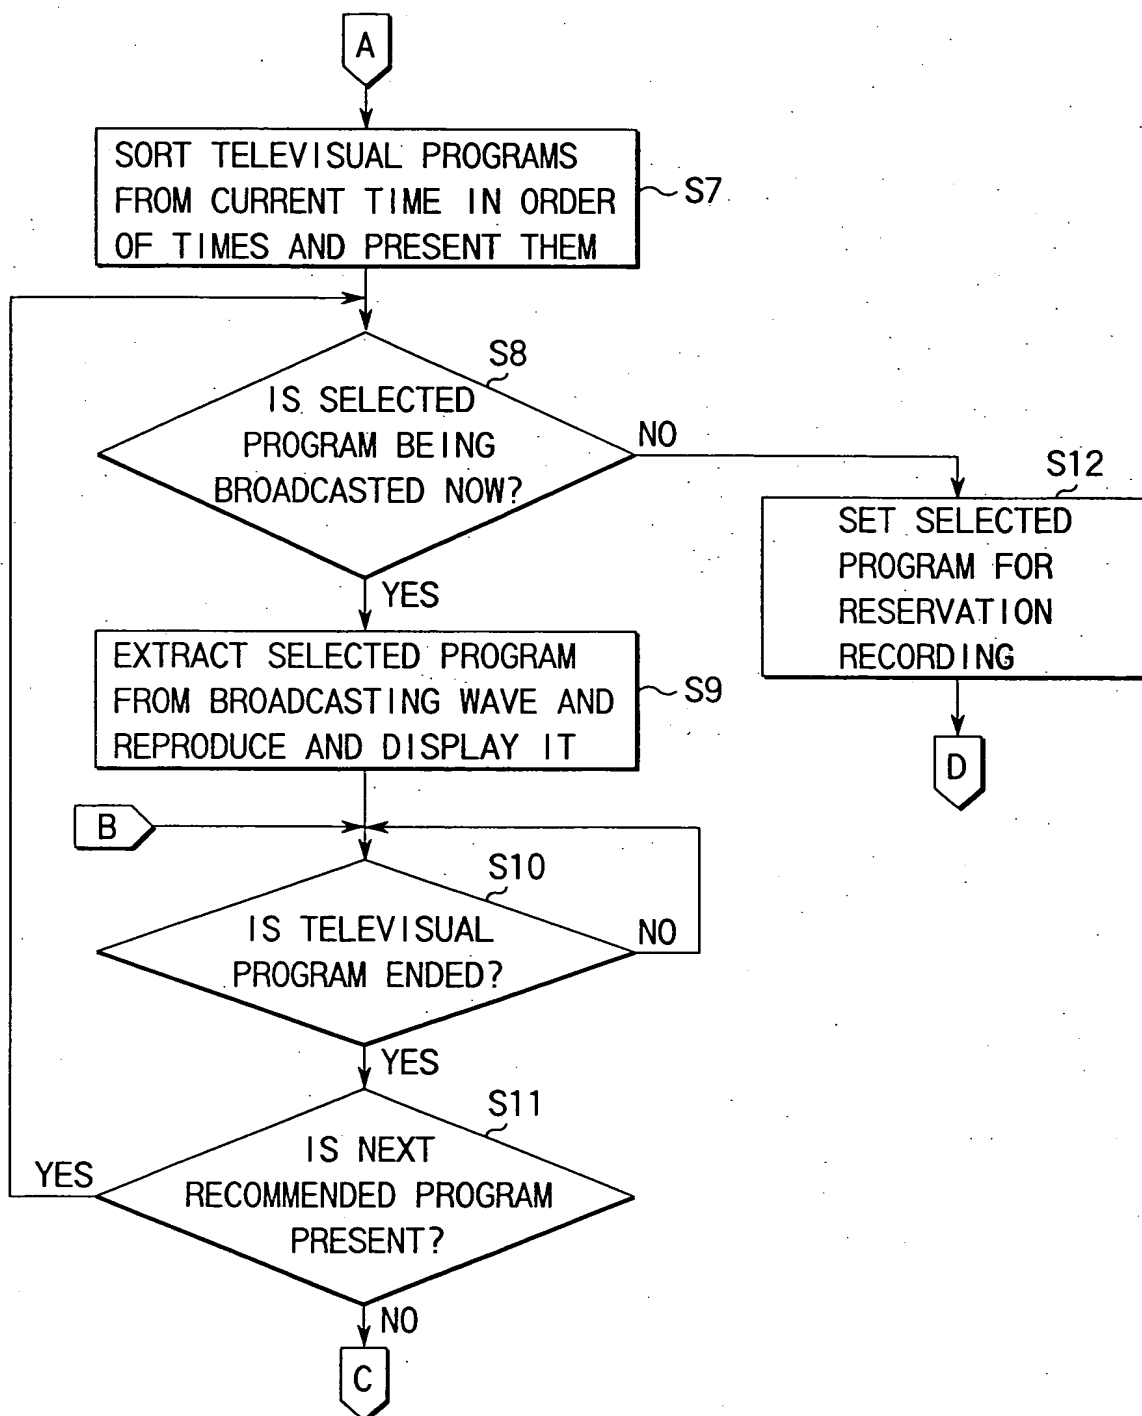 A
SORT TELEVISUAL PROGRAMS
FROM CURRENT TIME IN ORDER
OF TIMES AND PRESENT THEM
S7
S8
IS SELECTED
PROGRAM BEING
BROADCASTED NOW?
NO
YES
S12
SET SELECTED
PROGRAM FOR
RESERVATION
RECORDING
D
EXTRACT SELECTED PROGRAM
FROM BROADCASTING WAVE AND
REPRODUCE AND DISPLAY IT
S9
B
S10
IS TELEVISUAL
PROGRAM ENDED?
NO
YES
S11
IS NEXT
RECOMMENDED PROGRAM
PRESENT?
YES
NO
C